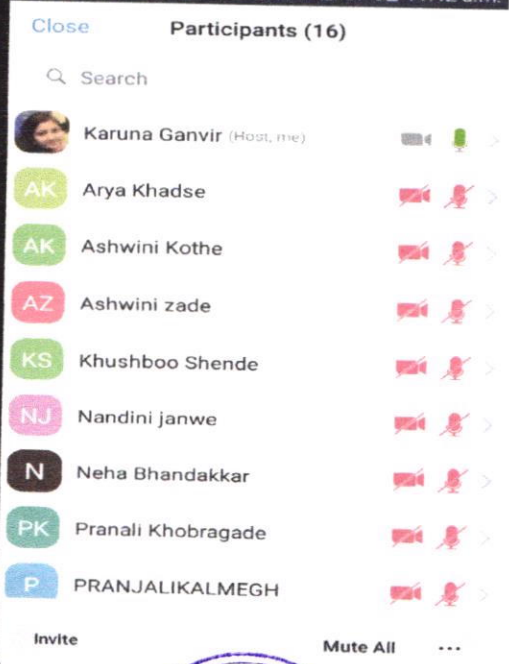 Close Participants (16)
Search
Karuna Ganvir (Host, me)
AK Arya Khadse
AK Ashwini Kothe
AZ Ashwini zade
KS Khushboo Shende
NJ Nandini janwe
N Neha Bhandakkar
PK Pranali Khobragade
P PRANJALIKALMEGH
Invite Mute All ...